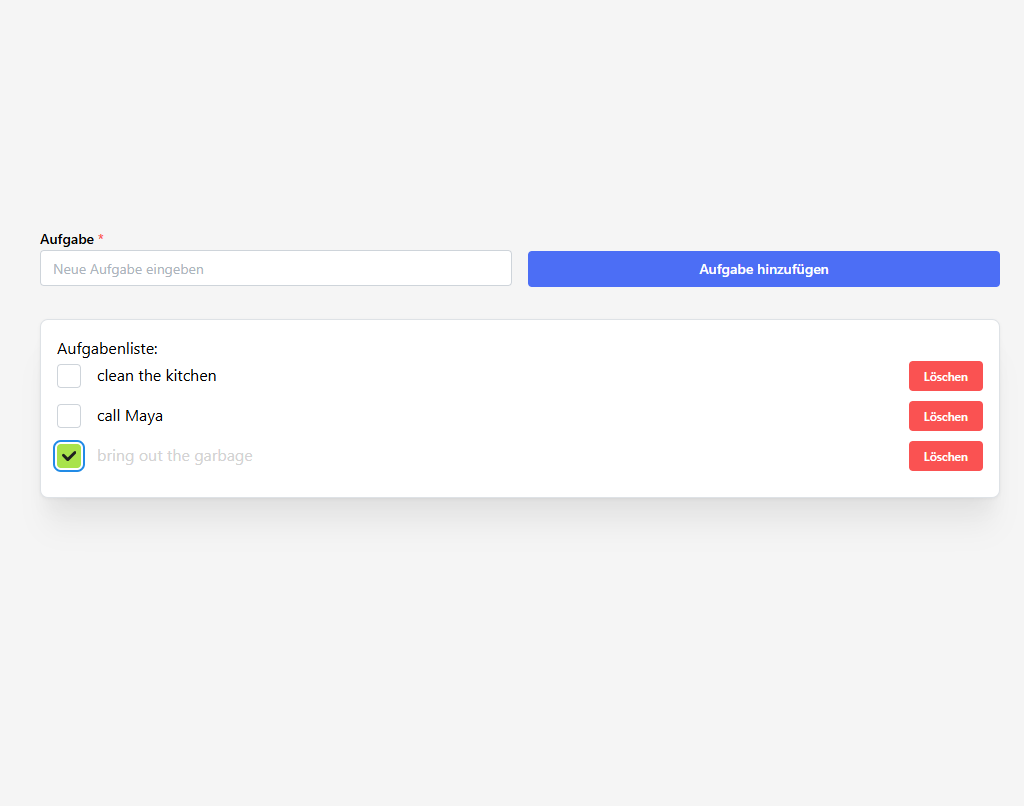 Aufgabe *
Neue Aufgabe eingeben
Aufgabe hinzufügen
Aufgabenliste:
clean the kitchen
Löschen
call Maya
Löschen
bring out the garbage
Löschen